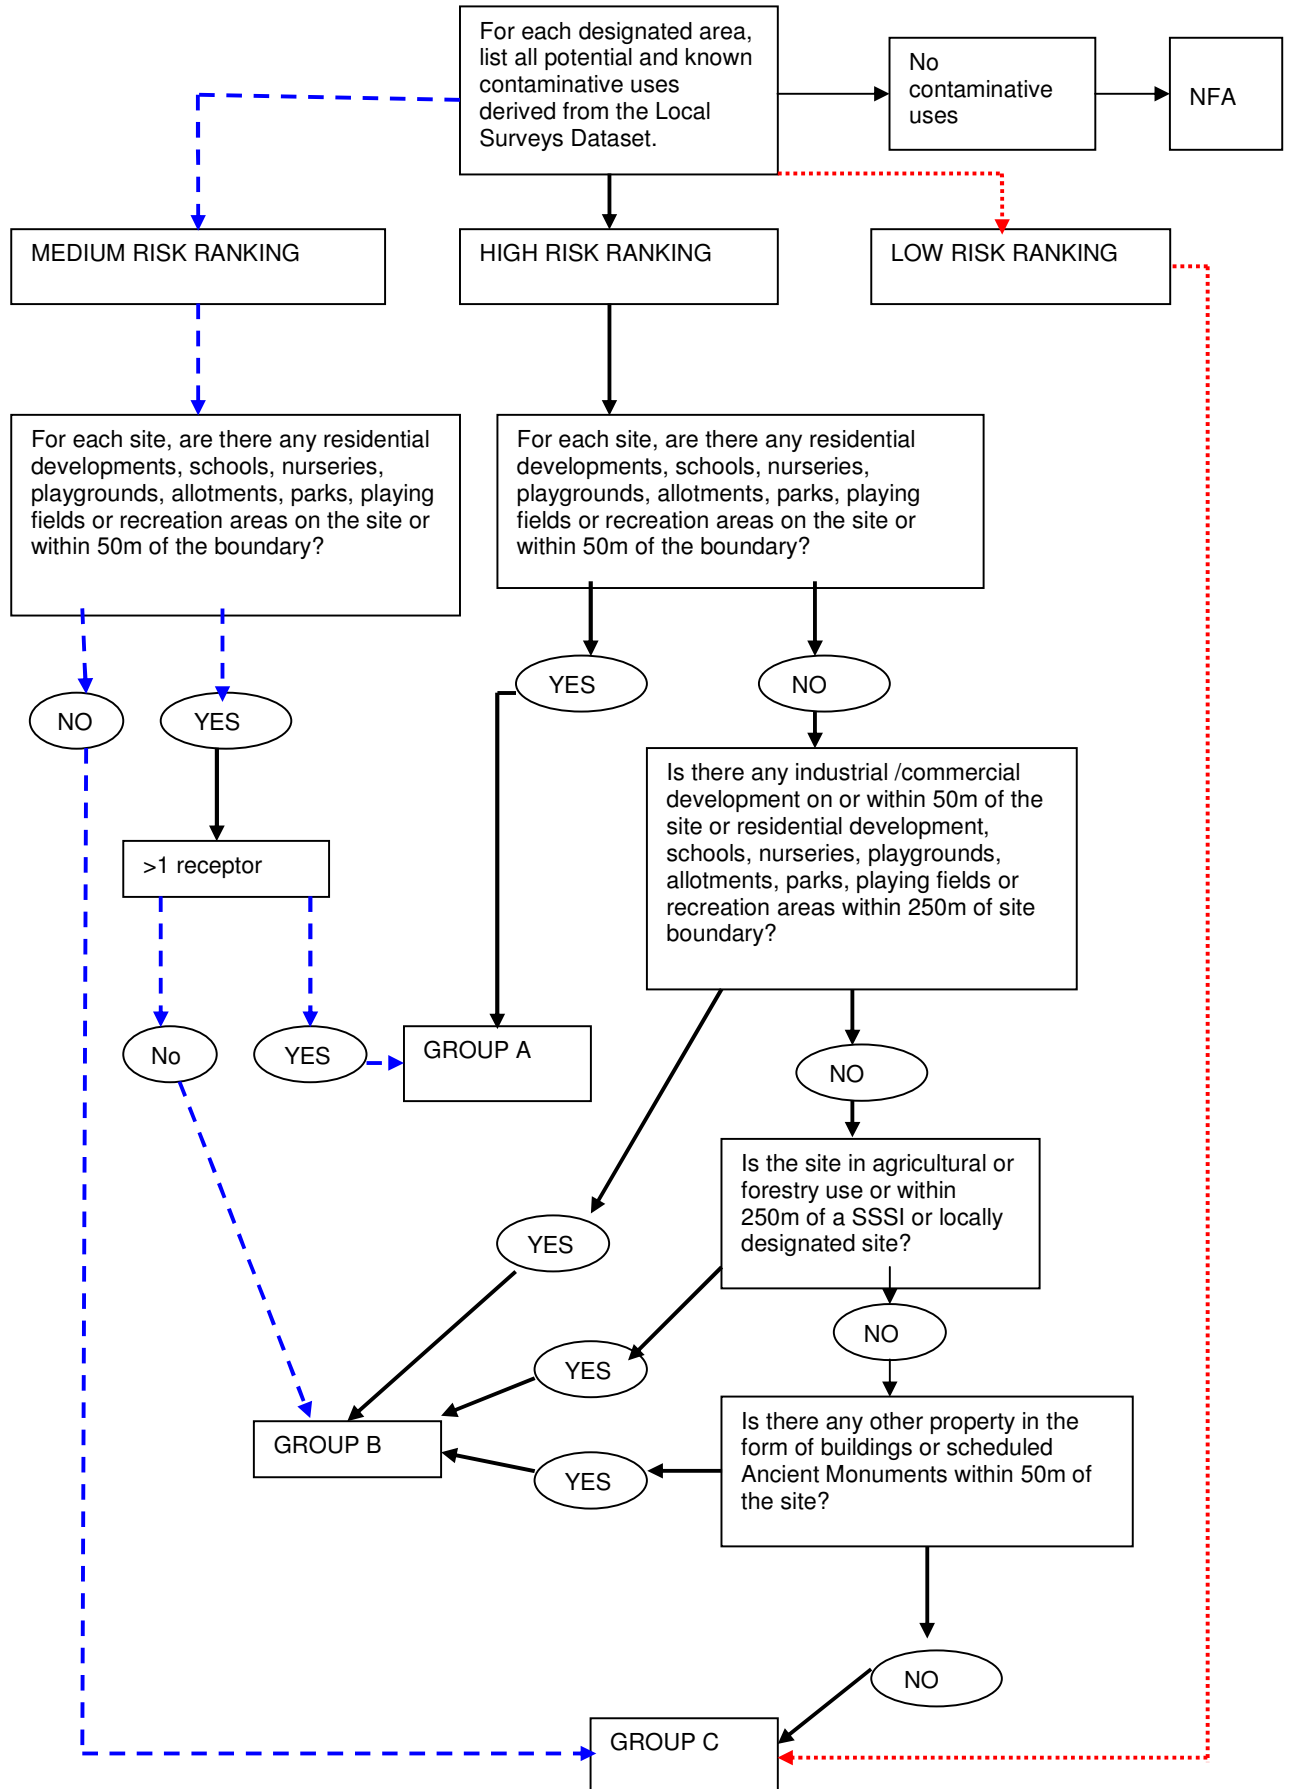 For each designated area,
list all potential and known
contaminative uses
derived from the Local
Surveys Dataset.
No
contaminative
uses
NFA
MEDIUM RISK RANKING
HIGH RISK RANKING
LOW RISK RANKING
For each site, are there any residential
developments, schools, nurseries,
playgrounds, allotments, parks, playing
fields or recreation areas on the site or
within 50m of the boundary?
For each site, are there any residential
developments, schools, nurseries,
playgrounds, allotments, parks, playing
fields or recreation areas on the site or
within 50m of the boundary?
YES
NO
NO
YES
Is there any industrial /commercial
development on or within 50m of the
site or residential development,
schools, nurseries, playgrounds,
allotments, parks, playing fields or
recreation areas within 250m of site
boundary?
>1 receptor
No
YES
GROUP A
NO
Is the site in agricultural or
forestry use or within
250m of a SSSI or locally
designated site?
YES
NO
YES
Is there any other property in the
form of buildings or scheduled
Ancient Monuments within 50m of
the site?
GROUP B
YES
NO
GROUP C